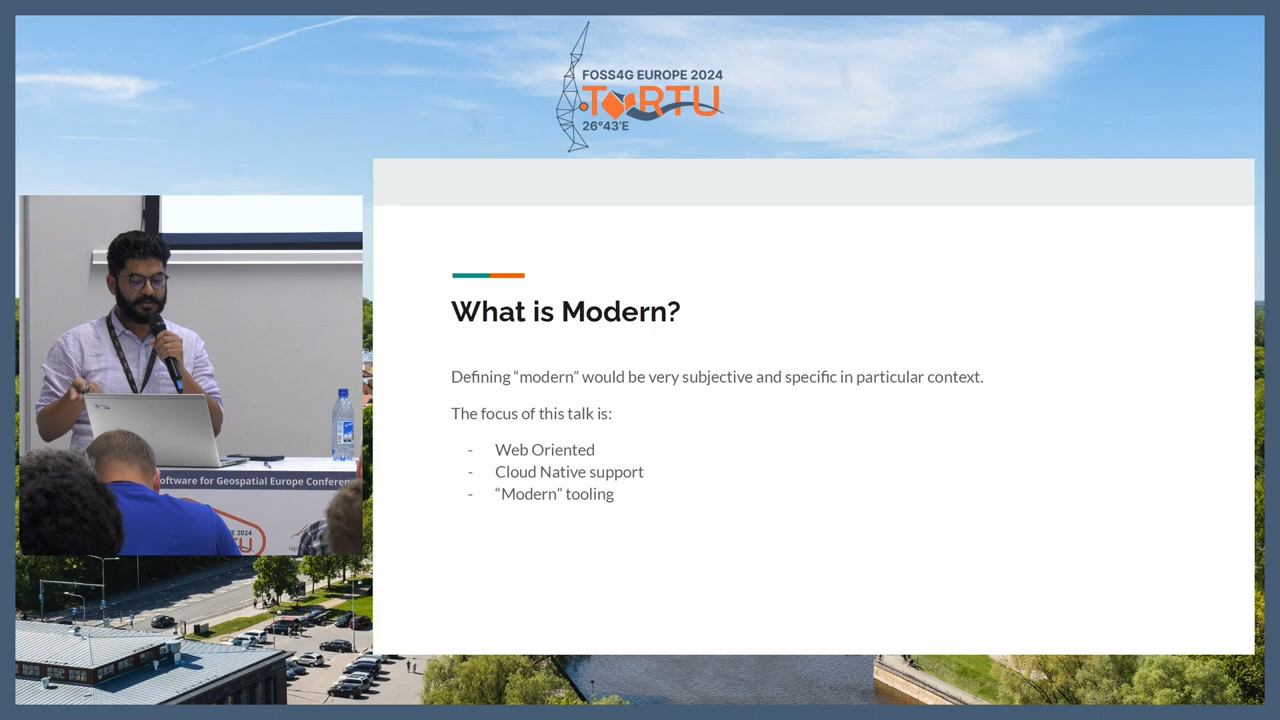 FOSS4G EUROPE 2024
TARTU
26°43'E
What is Modern?
Defining “modern” would be very subjective and specific in particular context.
The focus of this talk is:
- Web Oriented
- Cloud Native support
- “Modern” tooling
oftware for Geospatial Europe Conferen
2024
TU